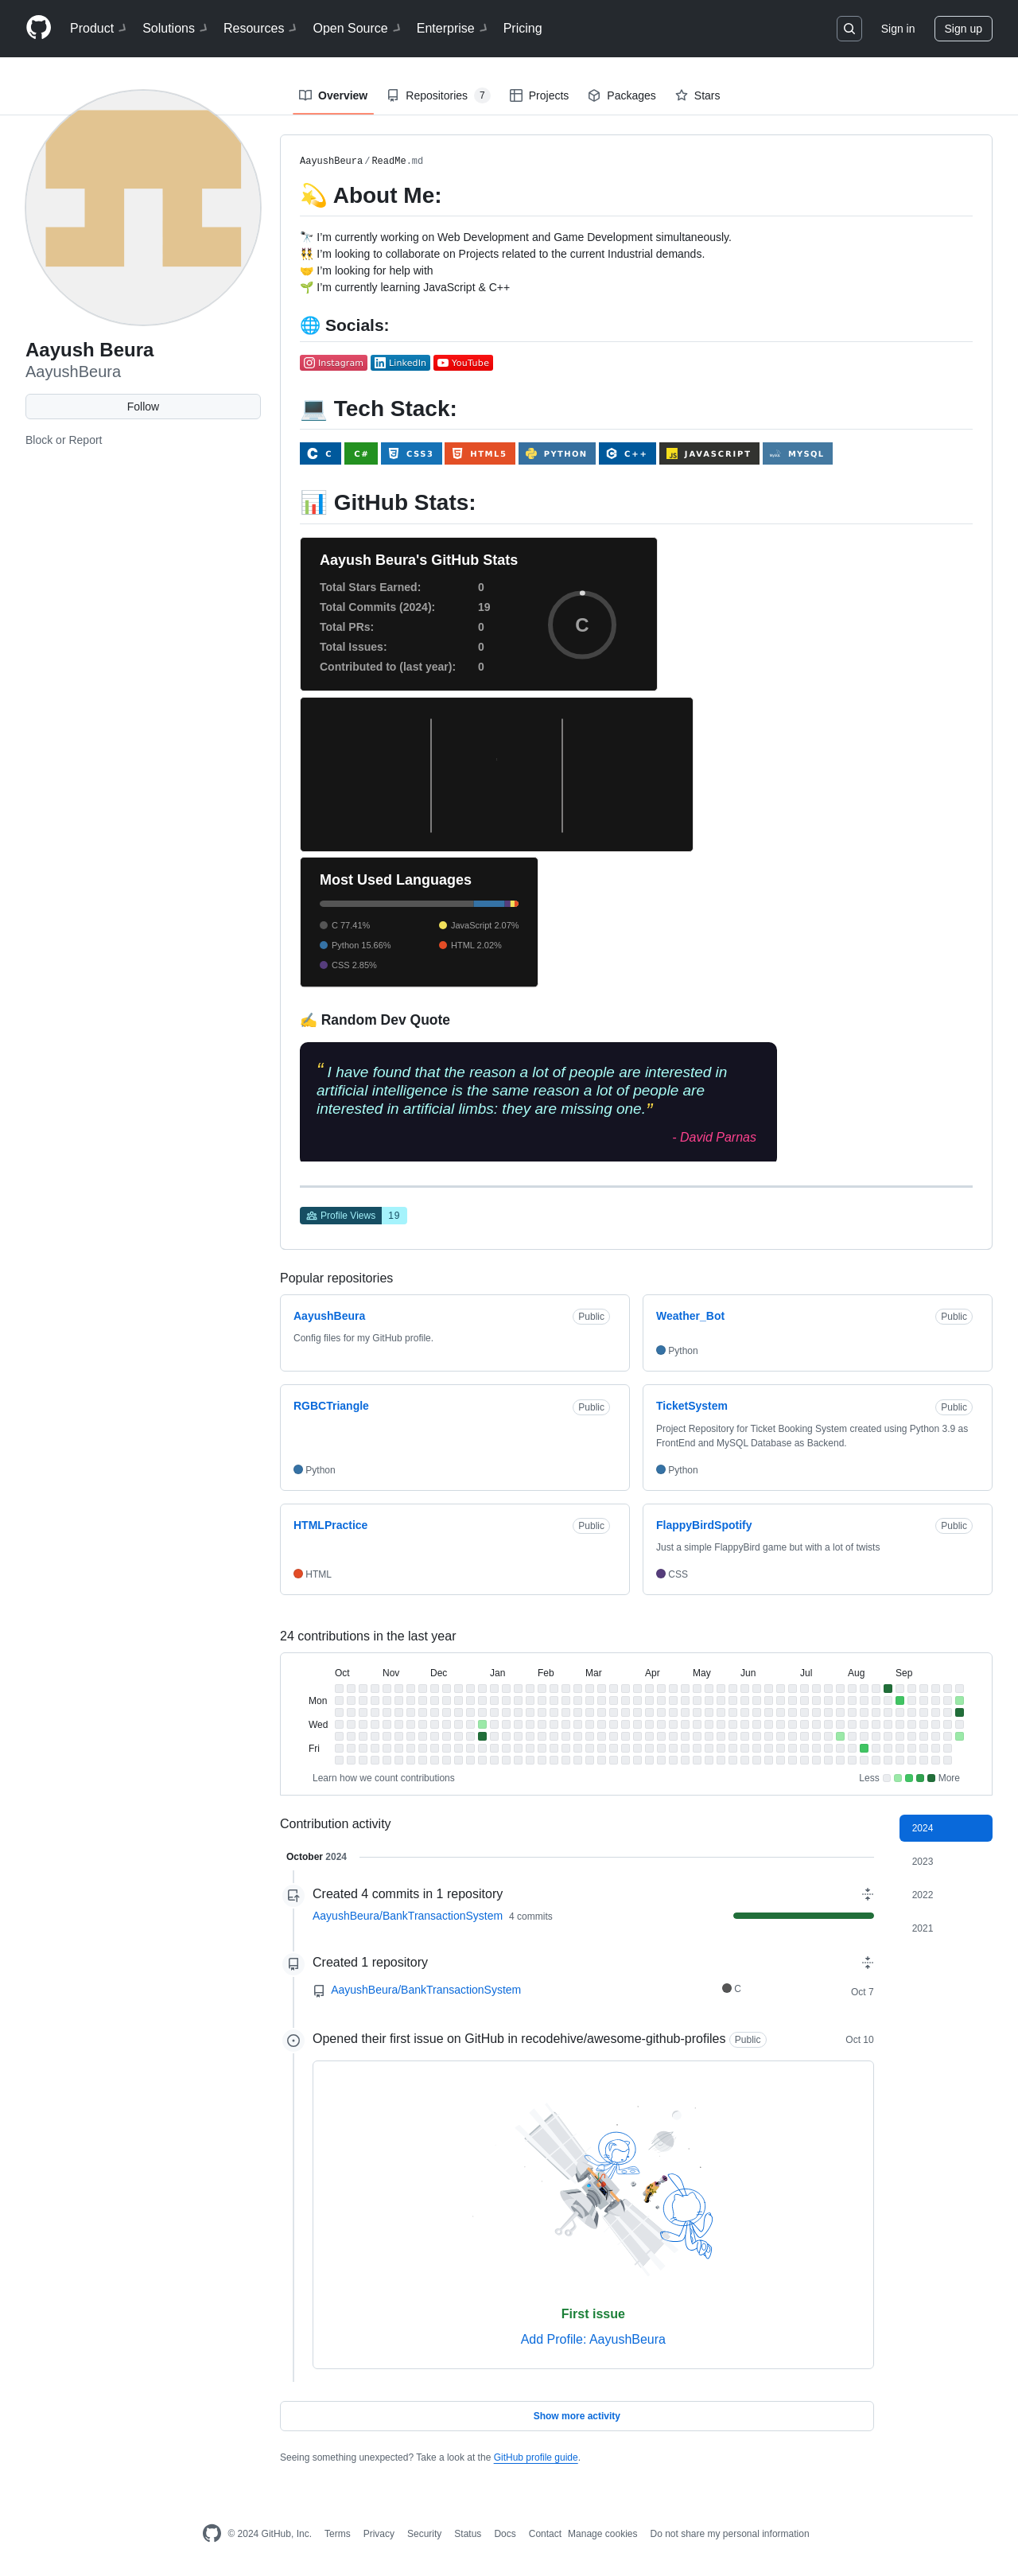 Product Solutions Resources Open Source Enterprise Pricing Sign in Sign up
Overview Repositories 7 Projects Packages Stars
AayushBeura/ReadMe.md
💫 About Me:
🔭 I'm currently working on Web Development and Game Development simultaneously.
👯 I'm looking to collaborate on Projects related to the current Industrial demands.
🤝 I'm looking for help with
🌱 I'm currently learning JavaScript & C++
🌐 Socials:
Instagram LinkedIn YouTube
Aayush Beura
AayushBeura
Follow
Block or Report
💻 Tech Stack:
C C# CSS3 HTML5 PYTHON C++ JAVASCRIPT MYSQL
📊 GitHub Stats:
Aayush Beura's GitHub Stats
Total Stars Earned: 0
Total Commits (2024): 19
Total PRs: 0
Total Issues: 0
Contributed to (last year): 0
C
Most Used Languages
C 77.41% JavaScript 2.07%
Python 15.66% HTML 2.02%
CSS 2.85%
✍️ Random Dev Quote
“ I have found that the reason a lot of people are interested in
artificial intelligence is the same reason a lot of people are
interested in artificial limbs: they are missing one.”
- David Parnas
Profile Views 19
Popular repositories
AayushBeura Public
Config files for my GitHub profile.
Weather_Bot Public
Python
RGBCTriangle Public
Python
TicketSystem Public
Project Repository for Ticket Booking System created using Python 3.9 as
FrontEnd and MySQL Database as Backend.
Python
HTMLPractice Public
HTML
FlappyBirdSpotify Public
Just a simple FlappyBird game but with a lot of twists
CSS
24 contributions in the last year
Oct Nov Dec Jan Feb Mar Apr May Jun Jul Aug Sep
Mon
Wed
Fri
Learn how we count contributions Less More
Contribution activity
2024
2023
2022
2021
October 2024
Created 4 commits in 1 repository
AayushBeura/BankTransactionSystem 4 commits
Created 1 repository
AayushBeura/BankTransactionSystem C Oct 7
Opened their first issue on GitHub in recodehive/awesome-github-profiles Public Oct 10
First issue
Add Profile: AayushBeura
Show more activity
Seeing something unexpected? Take a look at the GitHub profile guide.
© 2024 GitHub, Inc. Terms Privacy Security Status Docs Contact Manage cookies Do not share my personal information